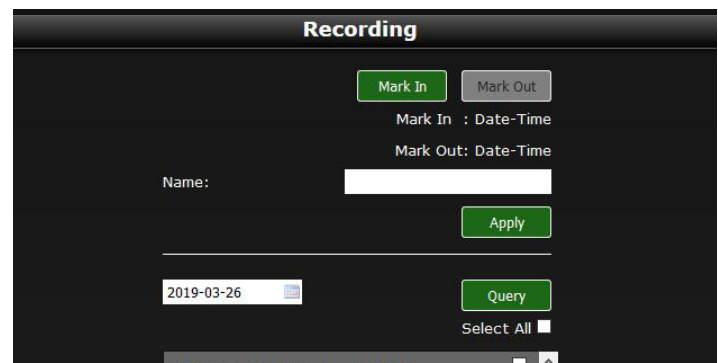 Recording
Mark In Mark Out
Mark In : Date-Time
Mark Out: Date-Time
Name:
Apply
2019-03-26 Query
Select All